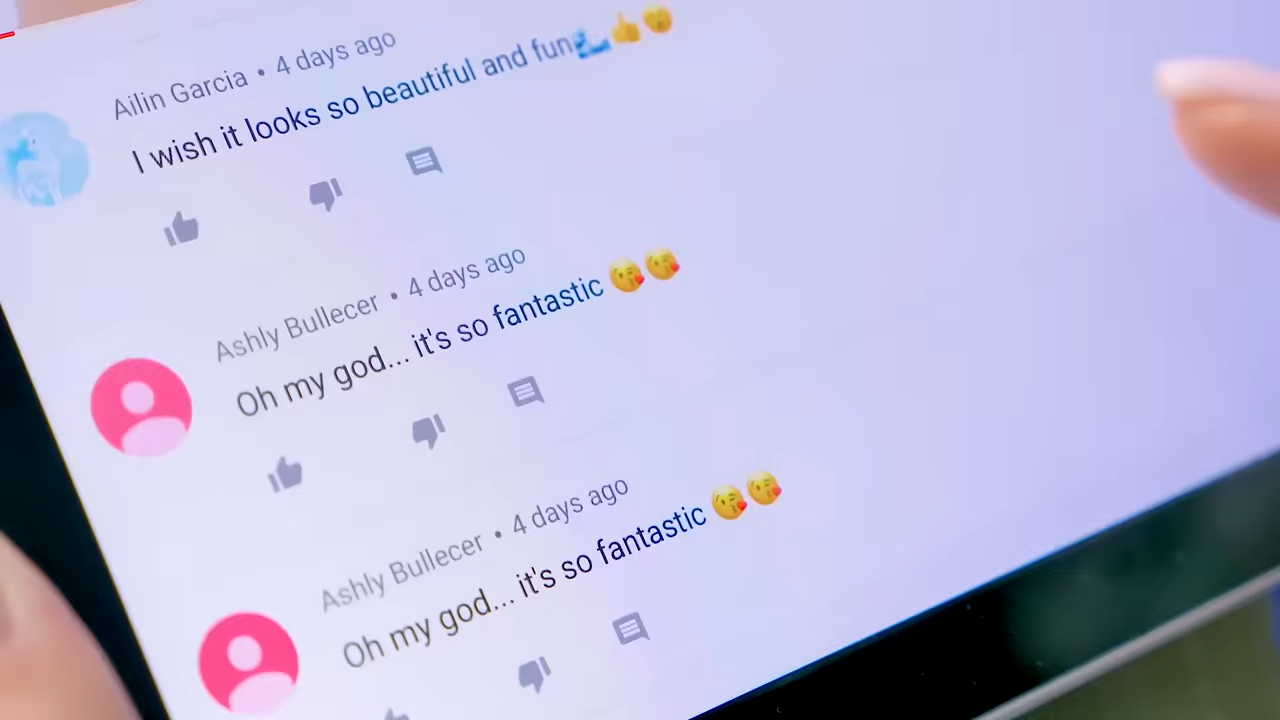 Ailin Garcia • 4 days ago
I wish it looks so beautiful and fun🌊👍😗
Ashly Bullecer • 4 days ago
Oh my god... it's so fantastic 😘😘
Ashly Bullecer • 4 days ago
Oh my god... it's so fantastic 😘😘